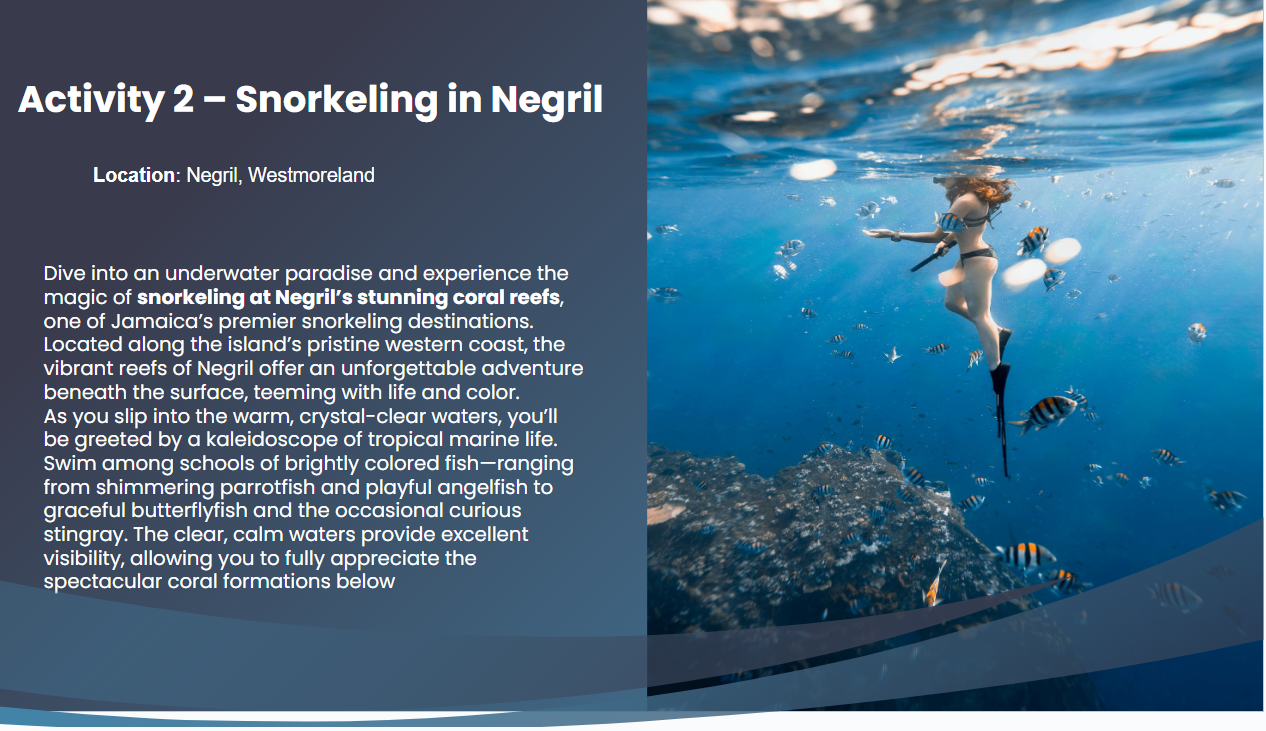 Activity 2 – Snorkeling in Negril
Location: Negril, Westmoreland
Dive into an underwater paradise and experience the
magic of snorkeling at Negril’s stunning coral reefs,
one of Jamaica’s premier snorkeling destinations.
Located along the island’s pristine western coast, the
vibrant reefs of Negril offer an unforgettable adventure
beneath the surface, teeming with life and color.
As you slip into the warm, crystal-clear waters, you’ll
be greeted by a kaleidoscope of tropical marine life.
Swim among schools of brightly colored fish—ranging
from shimmering parrotfish and playful angelfish to
graceful butterflyfish and the occasional curious
stingray. The clear, calm waters provide excellent
visibility, allowing you to fully appreciate the
spectacular coral formations below